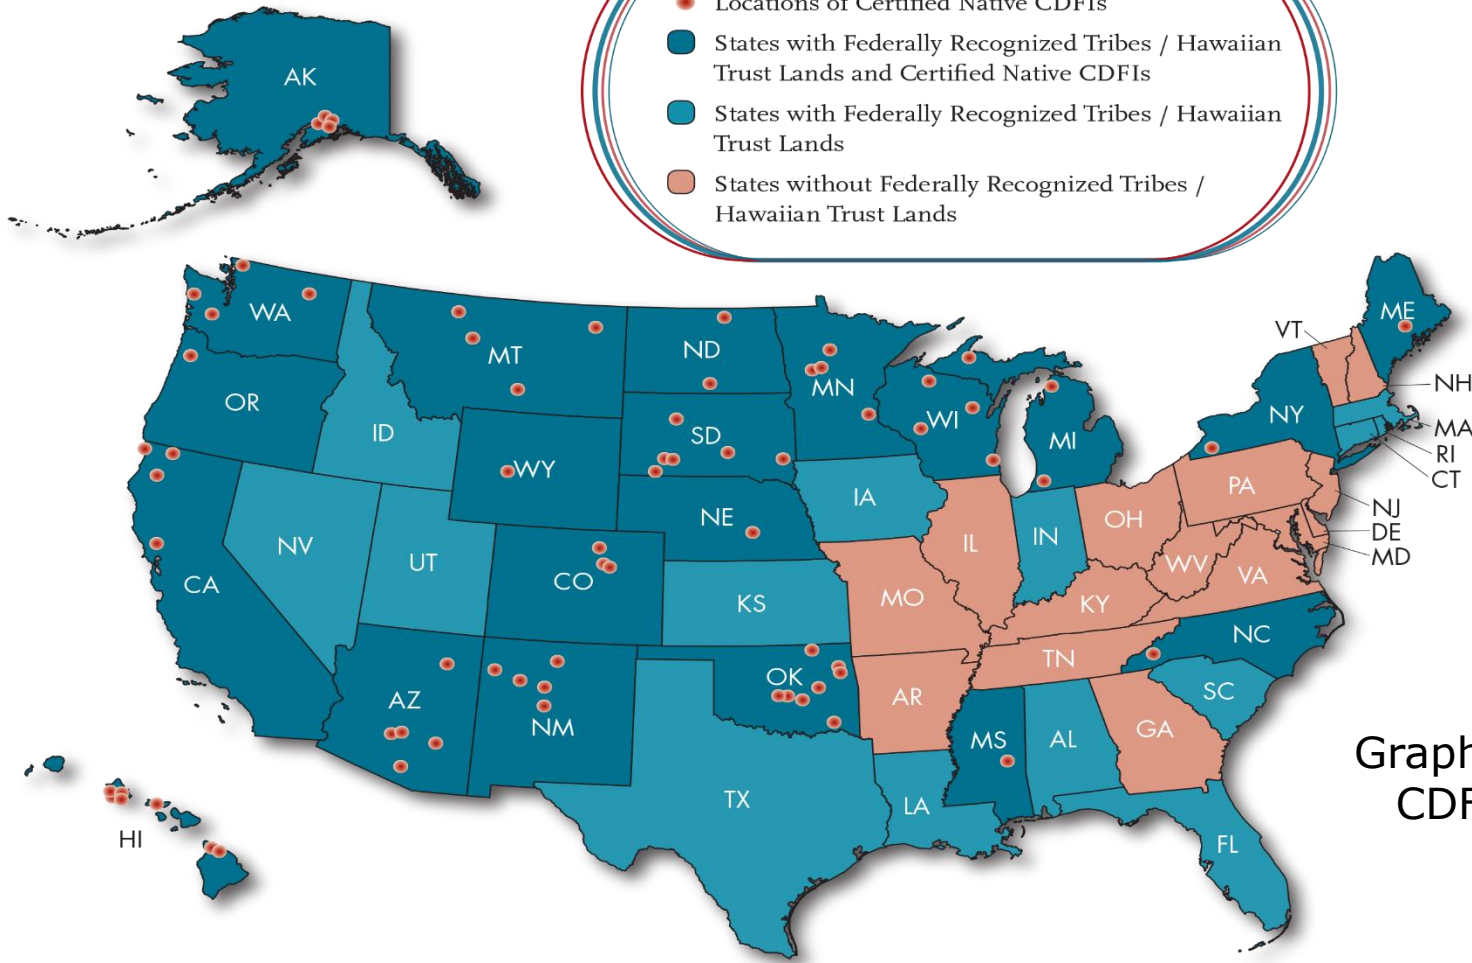 Locations of Certified Native CDFIs
States with Federally Recognized Tribes / Hawaiian
Trust Lands and Certified Native CDFIs
States with Federally Recognized Tribes / Hawaiian
Trust Lands
States without Federally Recognized Tribes /
Hawaiian Trust Lands
AK
WA
MT
ND
MN
ME
VT
NH
OR
ID
SD
WI
MI
NY
MA
RI
CT
WY
IA
PA
NJ
NE
OH
DE
MD
NV
UT
CO
IL
IN
WV
VA
CA
KS
MO
KY
NC
AZ
NM
OK
TN
AR
SC
MS
AL
GA
TX
LA
FL
HI
Graph
CDF